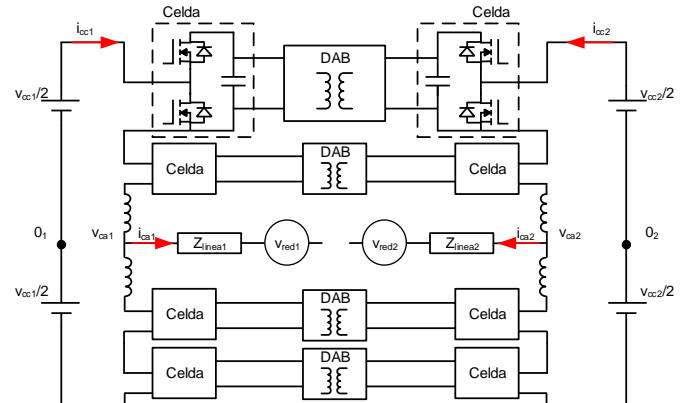 Celda
Celda
i_cc1
i_cc2
DAB
v_cc1/2
v_cc2/2
DAB
Celda
Celda
v_ca1
i_ca1
i_ca2
v_ca2
0_1
0_2
Z_linea1
v_red1
v_red2
Z_linea2
v_cc1/2
v_cc2/2
DAB
Celda
Celda
DAB
Celda
Celda